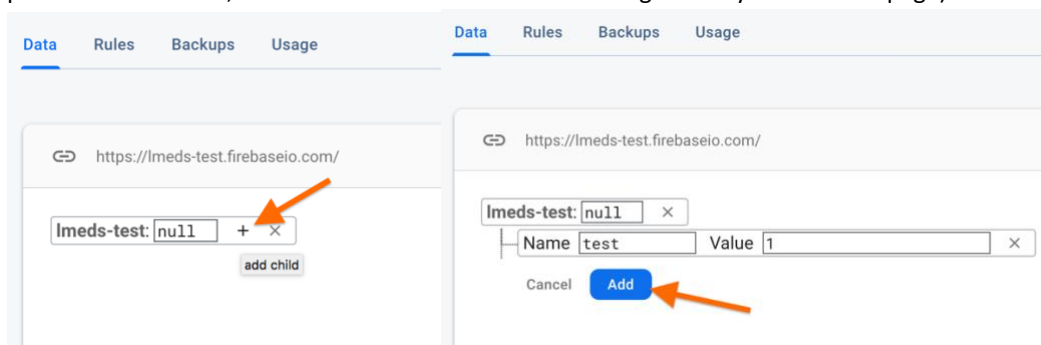 Data Rules Backups Usage
https://lmeds-test.firebaseio.com/
lmeds-test: null + ×
add child
Data Rules Backups Usage
https://lmeds-test.firebaseio.com/
lmeds-test: null ×
Name test Value 1 ×
Cancel Add